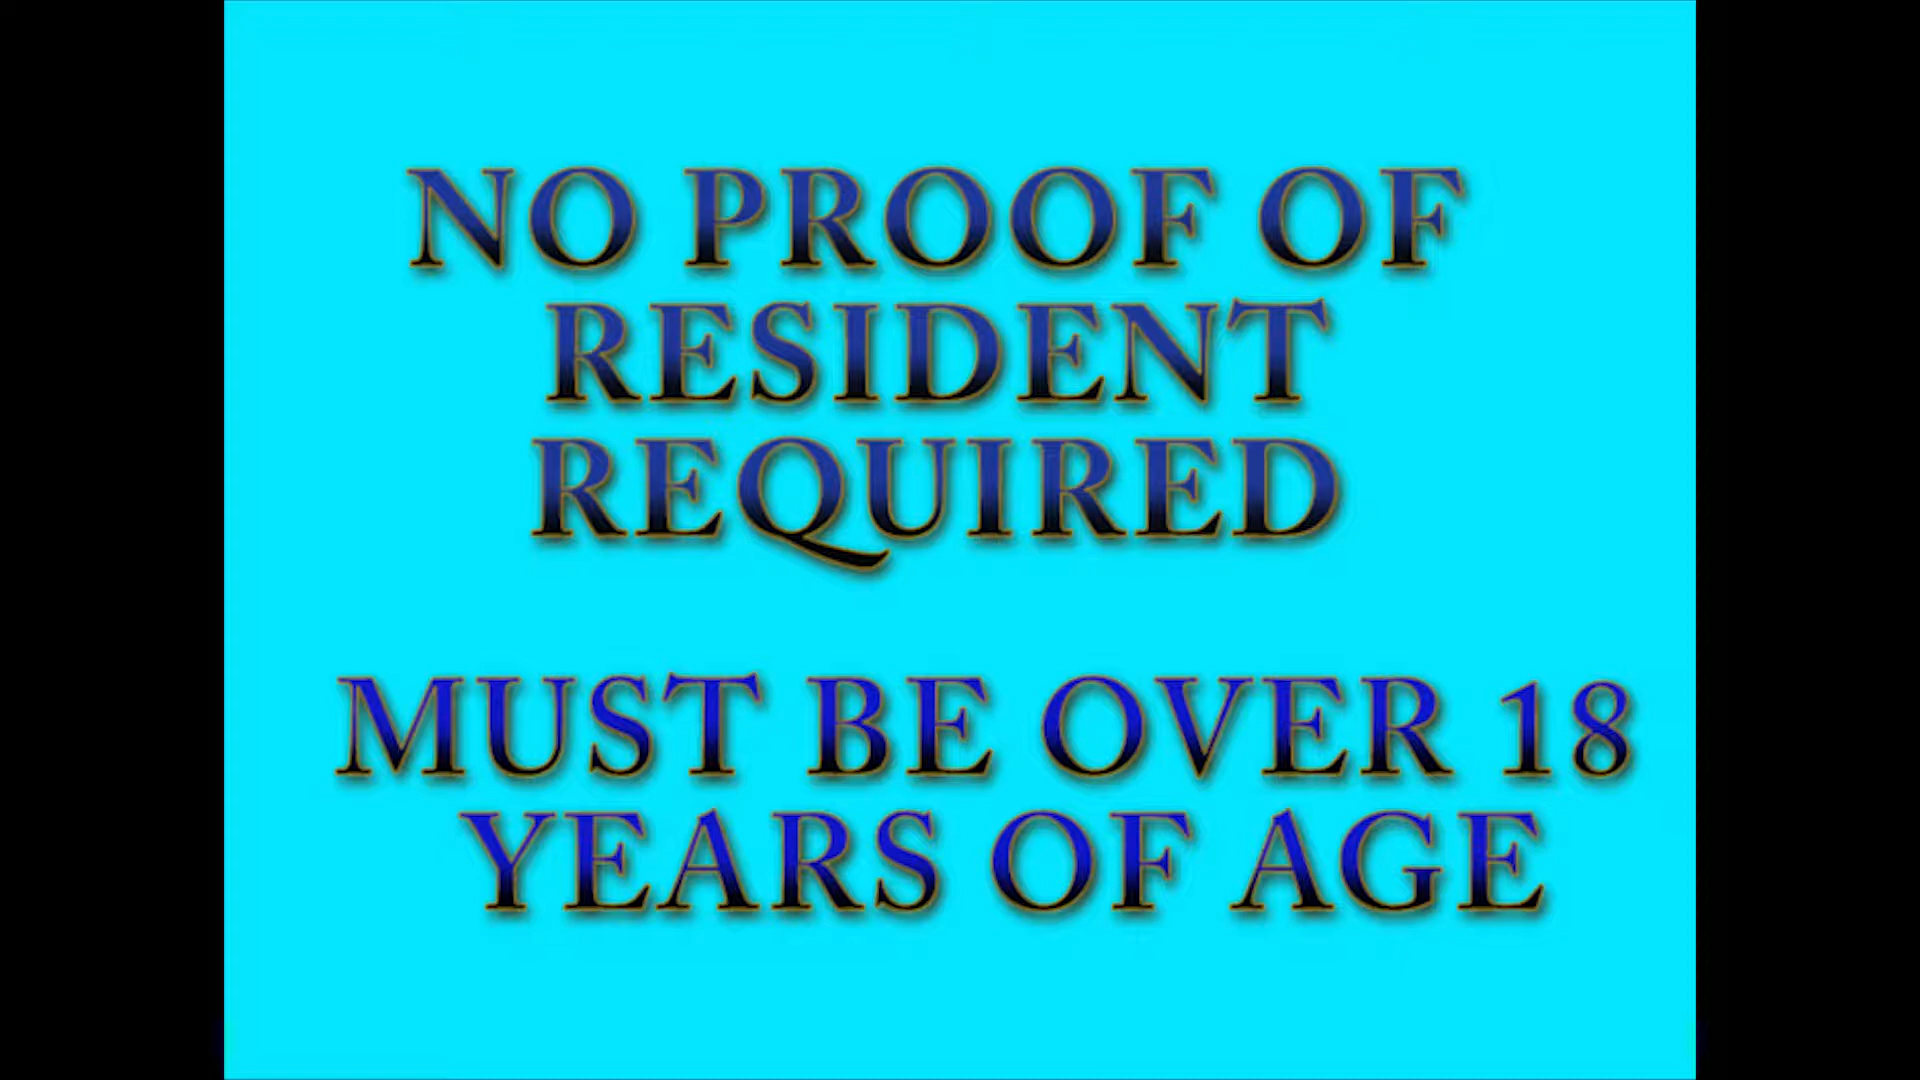 NO PROOF OF
RESIDENT
REQUIRED
MUST BE OVER 18
YEARS OF AGE